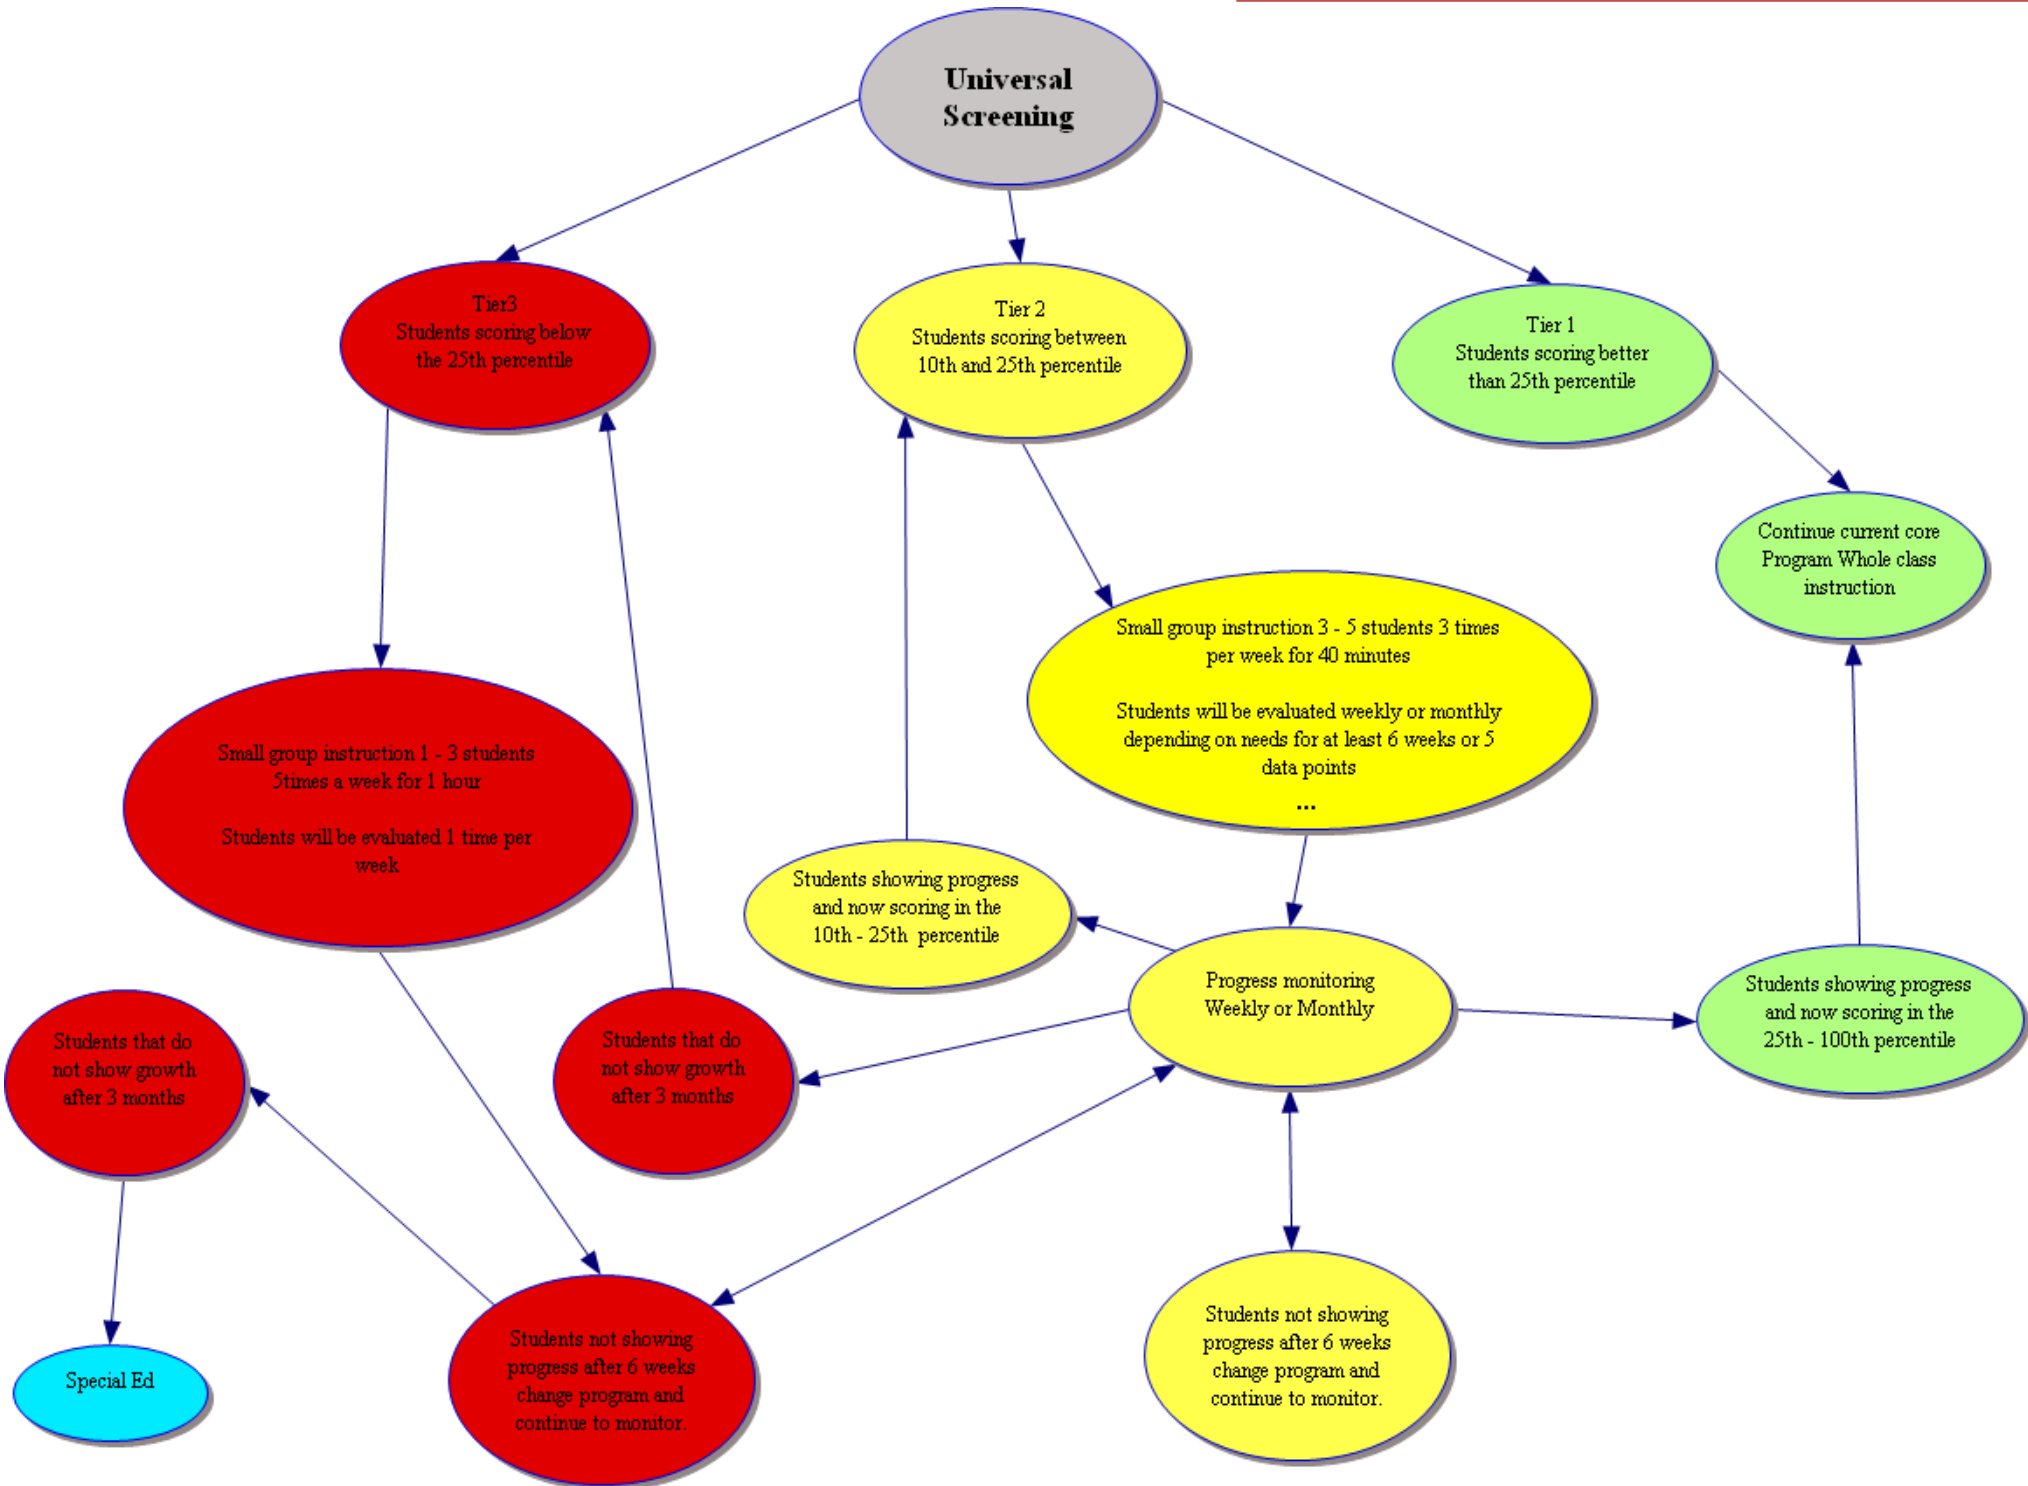 Universal
Screening
Tier3
Students scoring below
the 25th percentile
Tier 2
Students scoring between
10th and 25th percentile
Tier 1
Students scoring better
than 25th percentile
Continue current core
Program Whole class
instruction
Small group instruction 3 - 5 students 3 times
per week for 40 minutes
Students will be evaluated weekly or monthly
depending on needs for at least 6 weeks or 5
data points
...
Small group instruction 1 - 3 students
5times a week for 1 hour
Students will be evaluated 1 time per
week
Students showing progress
and now scoring in the
10th - 25th percentile
Progress monitoring
Weekly or Monthly
Students showing progress
and now scoring in the
25th - 100th percentile
Students that do
not show growth
after 3 months
Students that do
not show growth
after 3 months
Special Ed
Students not showing
progress after 6 weeks
change program and
continue to monitor.
Students not showing
progress after 6 weeks
change program and
continue to monitor.